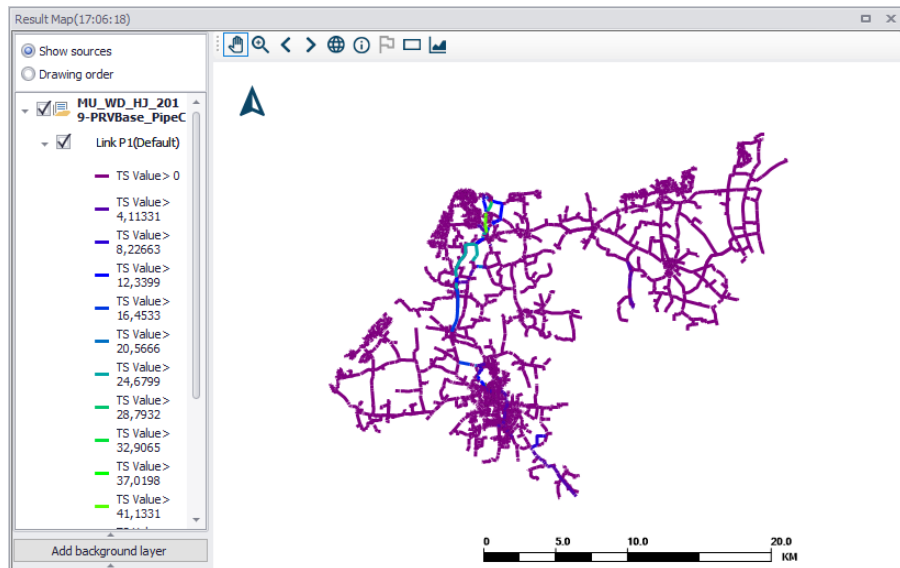 Result Map(17:06:18)
Show sources
Drawing order
MU_WD_HJ_201
9-PRVBase_PipeC
Link P1(Default)
TS Value> 0
TS Value>
4,11331
TS Value>
8,22663
TS Value>
12,3399
TS Value>
16,4533
TS Value>
20,5666
TS Value>
24,6799
TS Value>
28,7932
TS Value>
32,9065
TS Value>
37,0198
TS Value>
41,1331
Add background layer
0 5.0 10.0 20.0
KM